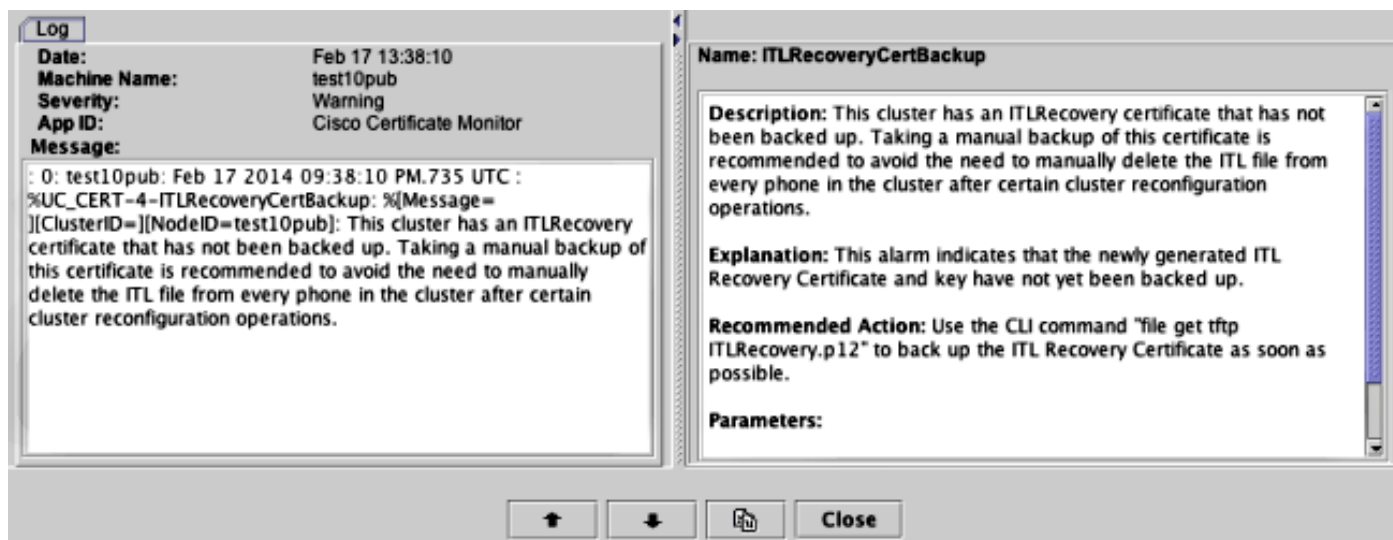 Log
Date: Feb 17 13:38:10
Machine Name: test10pub
Severity: Warning
App ID: Cisco Certificate Monitor
Message:
: 0: test10pub: Feb 17 2014 09:38:10 PM.735 UTC :
%UC_CERT-4-ITLRecoveryCertBackup: %[Message=
][ClusterID=][NodeID=test10pub]: This cluster has an ITLRecovery
certificate that has not been backed up. Taking a manual backup of
this certificate is recommended to avoid the need to manually
delete the ITL file from every phone in the cluster after certain
cluster reconfiguration operations.
Name: ITLRecoveryCertBackup
Description: This cluster has an ITLRecovery certificate that has not
been backed up. Taking a manual backup of this certificate is
recommended to avoid the need to manually delete the ITL file from
every phone in the cluster after certain cluster reconfiguration
operations.
Explanation: This alarm indicates that the newly generated ITL
Recovery Certificate and key have not yet been backed up.
Recommended Action: Use the CLI command "file get tftp
ITLRecovery.p12" to back up the ITL Recovery Certificate as soon as
possible.
Parameters:
Close